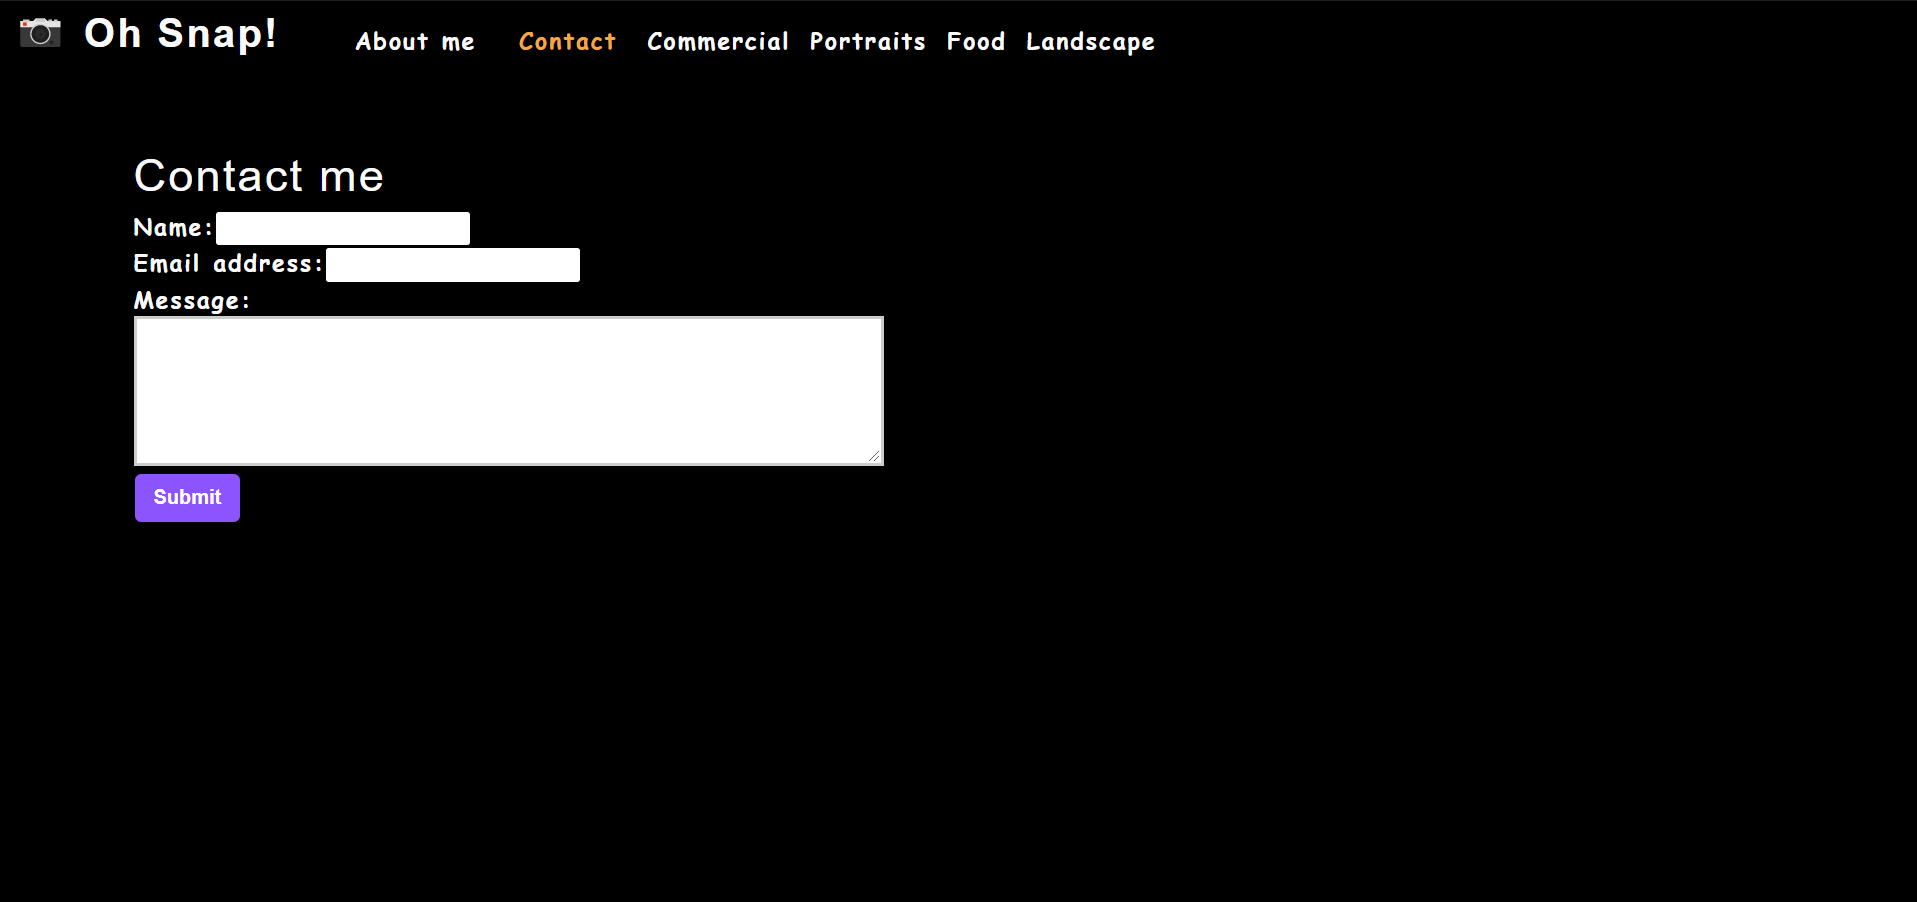 Oh Snap! About me Contact Commercial Portraits Food Landscape
Contact me
Name:
Email address:
Message:
Submit